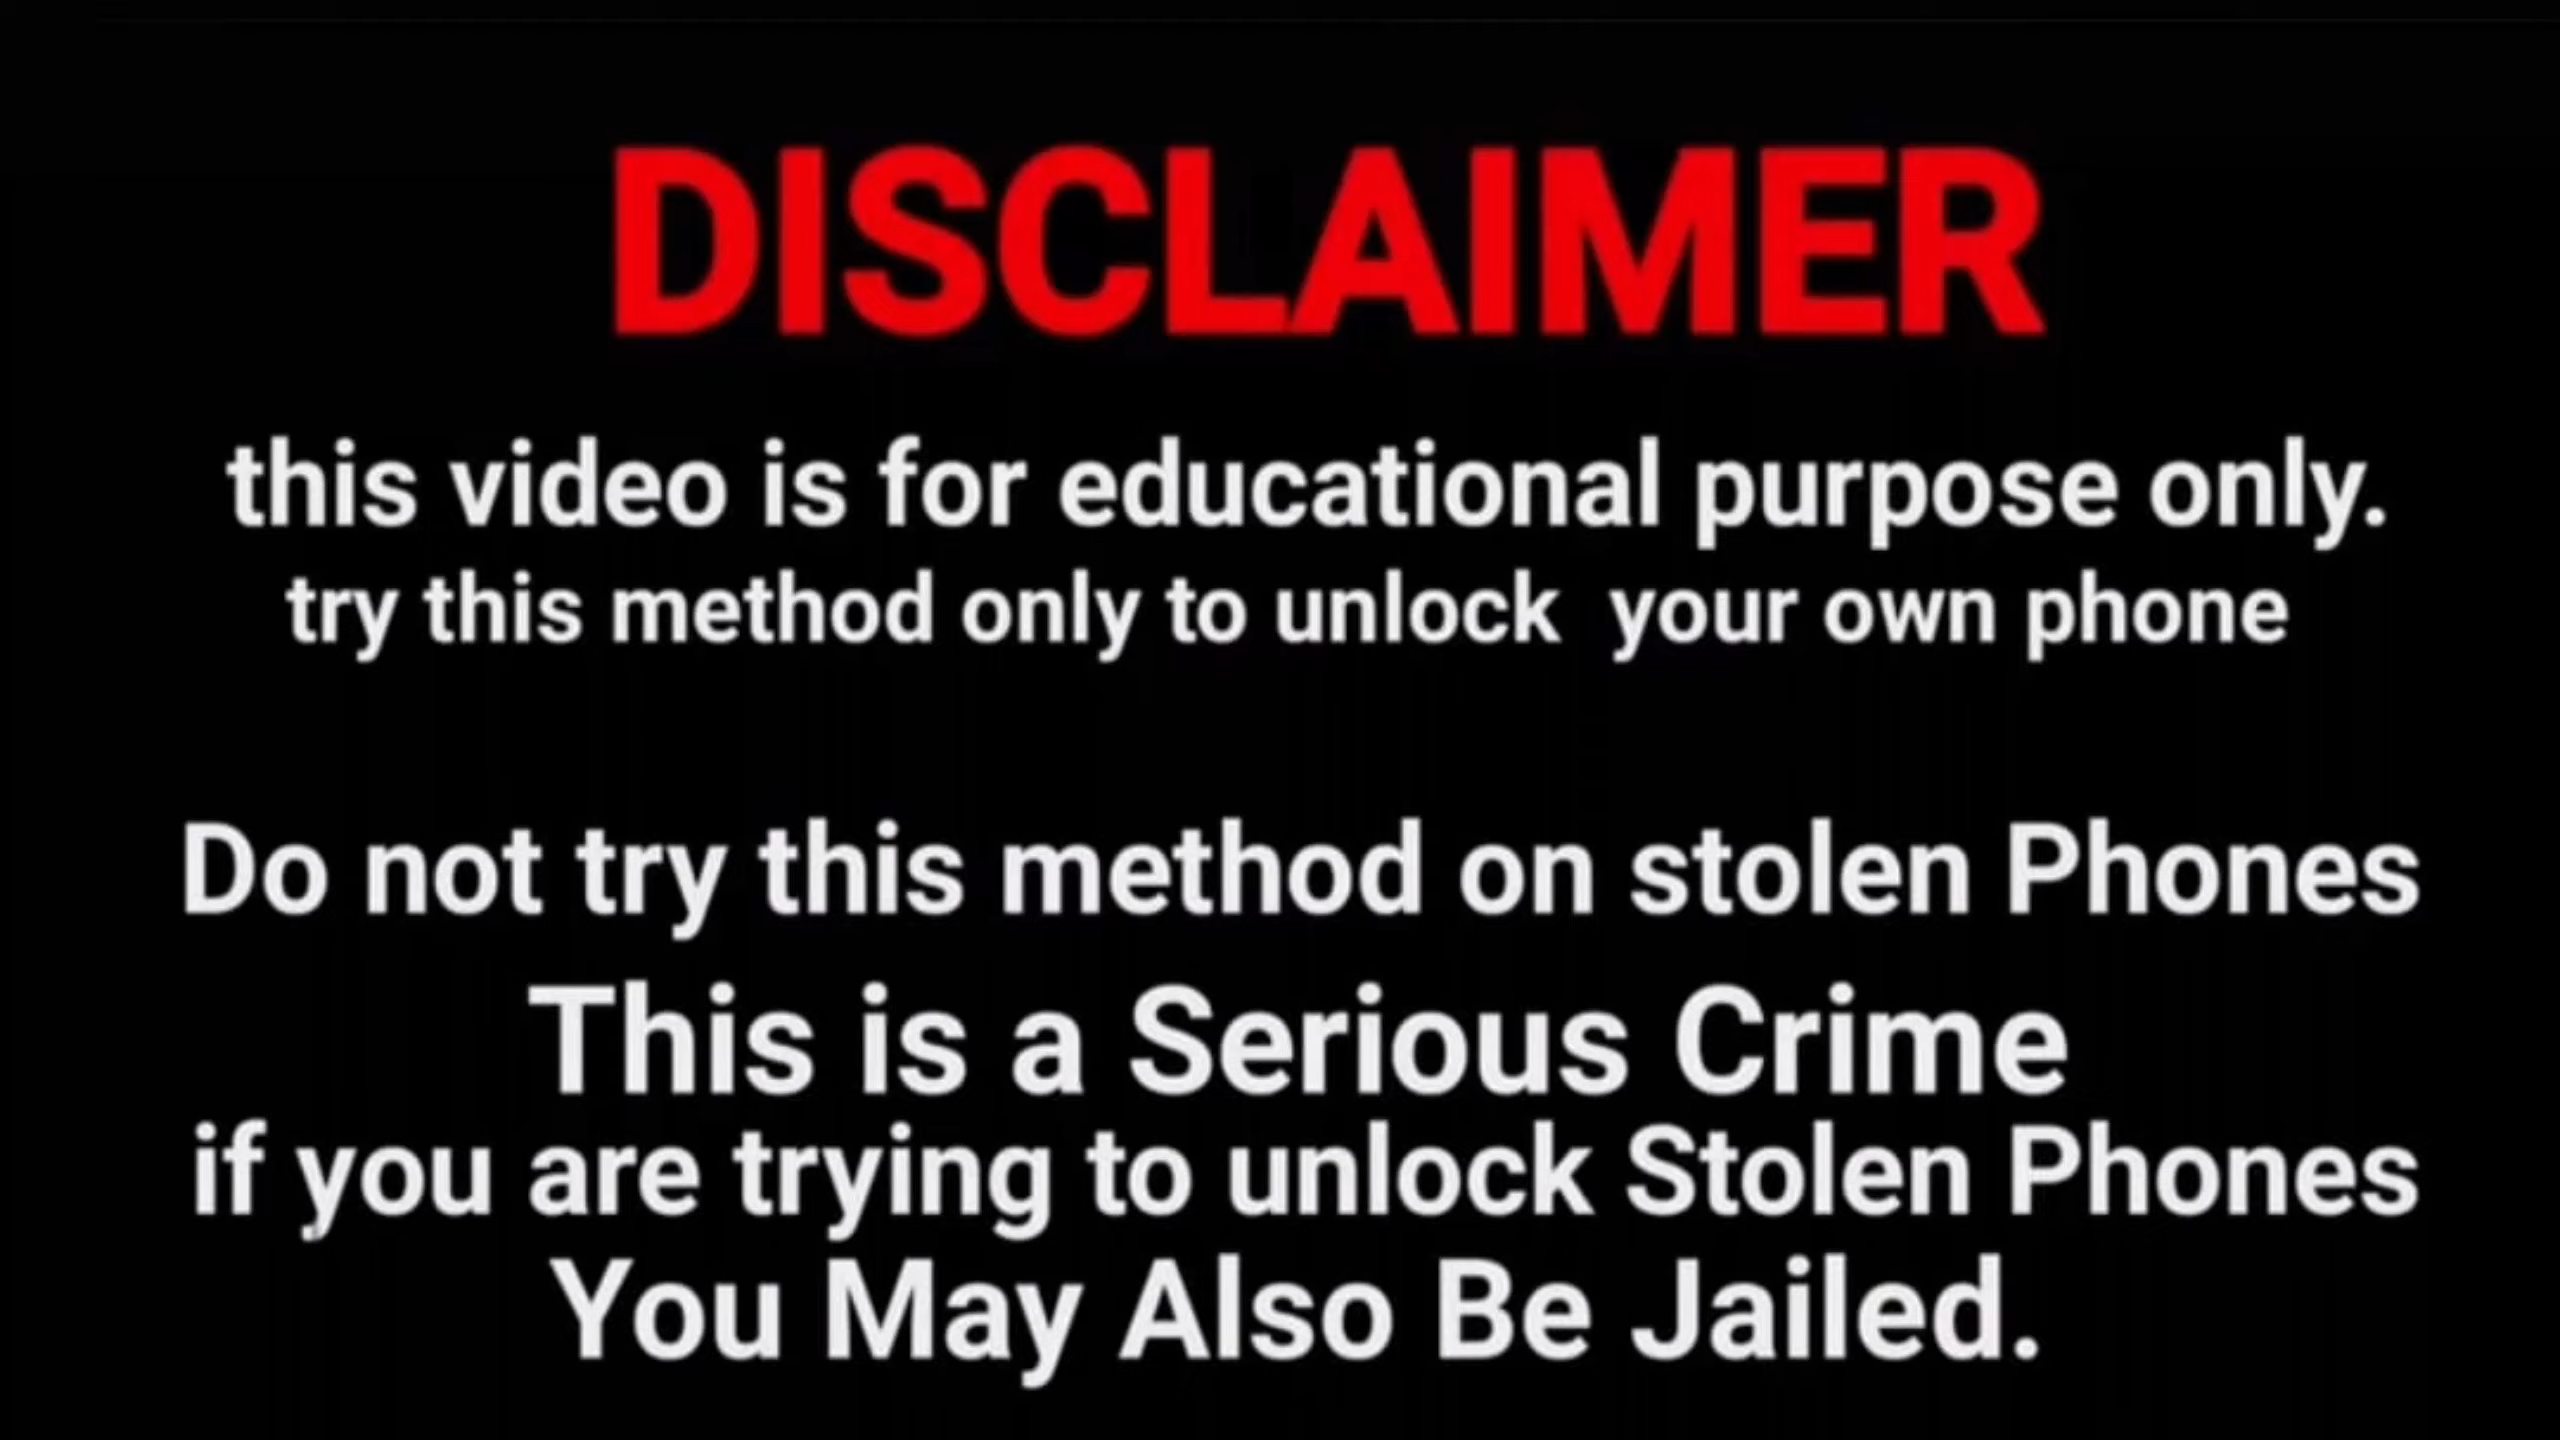 DISCLAIMER
this video is for educational purpose only.
try this method only to unlock  your own phone
Do not try this method on stolen Phones
This is a Serious Crime
if you are trying to unlock Stolen Phones
You May Also Be Jailed.